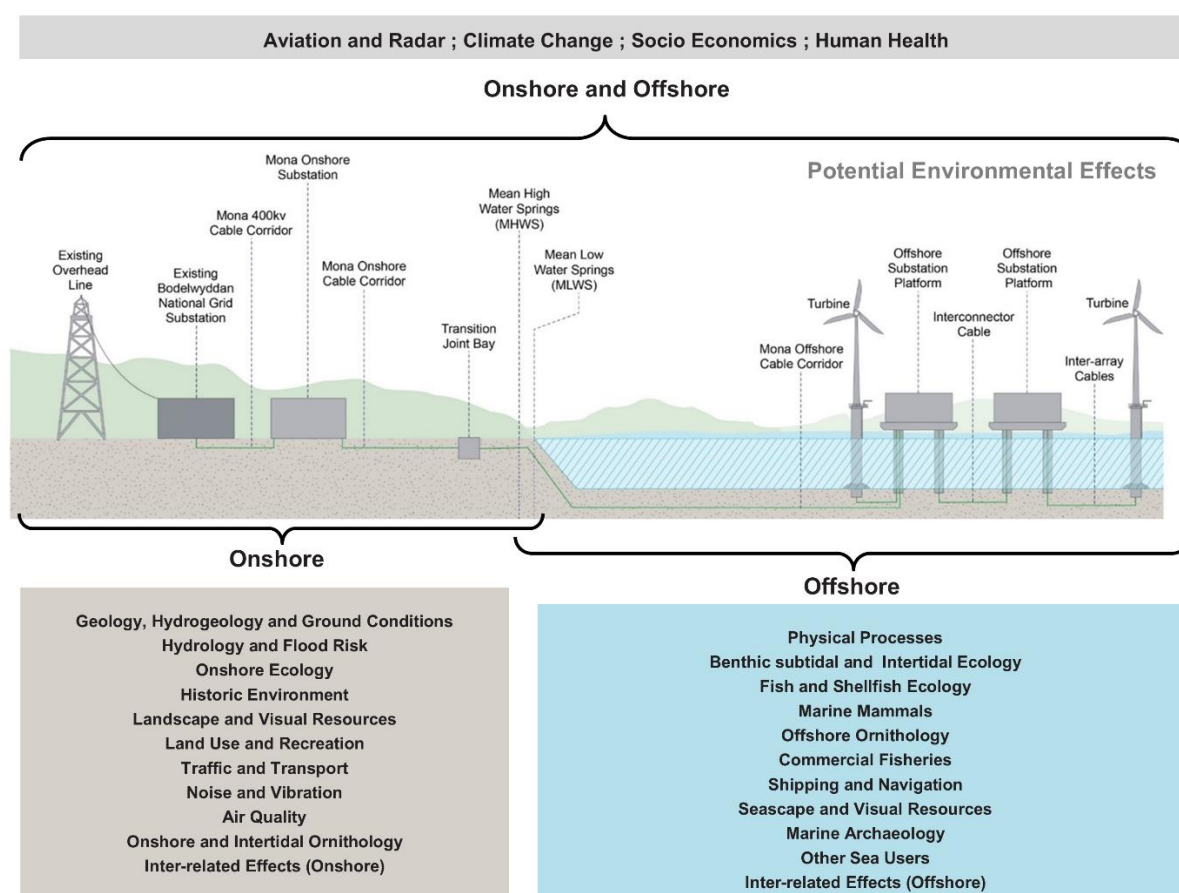 Aviation and Radar ; Climate Change ; Socio Economics ; Human Health
Onshore and Offshore
Potential Environmental Effects
Existing
Overhead
Line
Existing
Bodelwyddan
National Grid
Substation
Mona 400kv
Cable Corridor
Mona Onshore
Substation
Mona Onshore
Cable Corridor
Transition
Joint Bay
Mean High
Water Springs
(MHWS)
Mean Low
Water Springs
(MLWS)
Mona Offshore
Cable Corridor
Turbine
Offshore
Substation
Platform
Interconnector
Cable
Offshore
Substation
Platform
Inter-array
Cables
Turbine
Onshore
Geology, Hydrogeology and Ground Conditions
Hydrology and Flood Risk
Onshore Ecology
Historic Environment
Landscape and Visual Resources
Land Use and Recreation
Traffic and Transport
Noise and Vibration
Air Quality
Onshore and Intertidal Ornithology
Inter-related Effects (Onshore)
Offshore
Physical Processes
Benthic subtidal and Intertidal Ecology
Fish and Shellfish Ecology
Marine Mammals
Offshore Ornithology
Commercial Fisheries
Shipping and Navigation
Seascape and Visual Resources
Marine Archaeology
Other Sea Users
Inter-related Effects (Offshore)